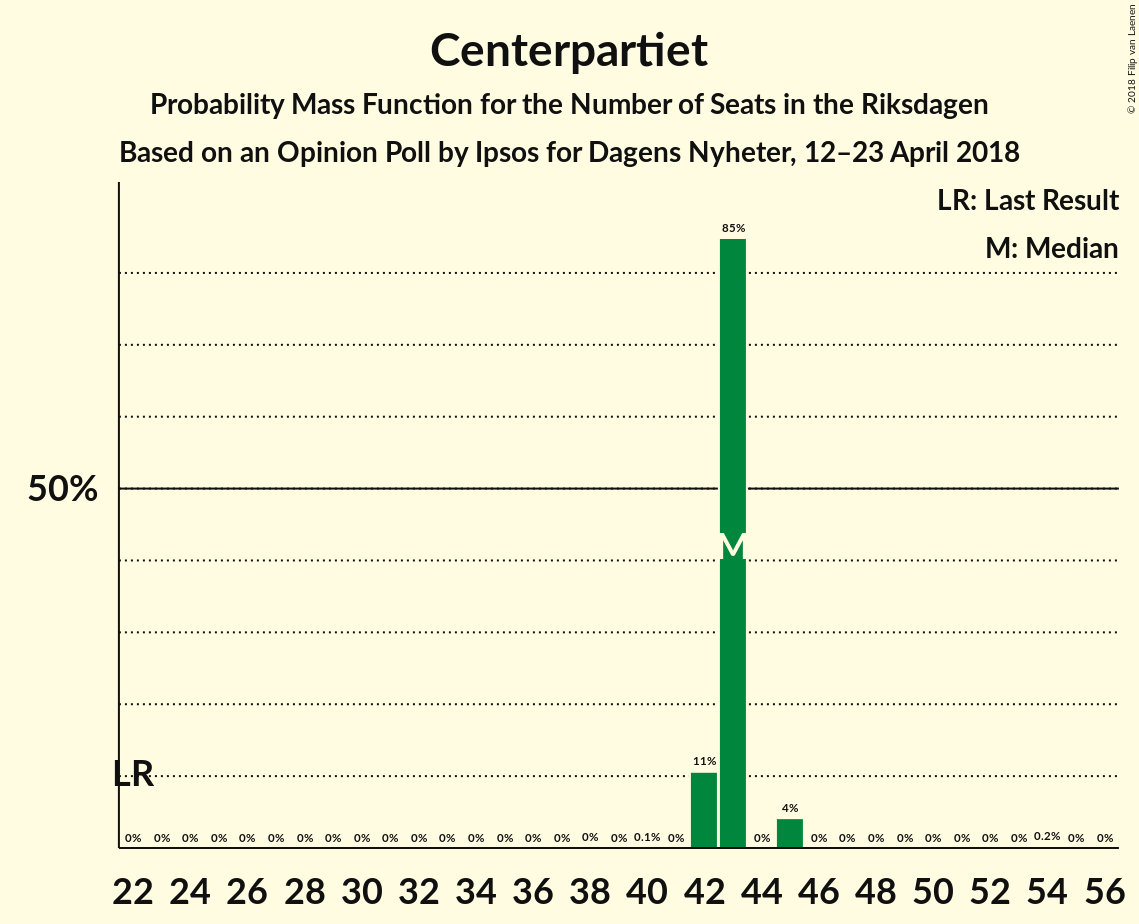 Centerpartiet
Probability Mass Function for the Number of Seats in the Riksdagen
Based on an Opinion Poll by Ipsos for Dagens Nyheter, 12–23 April 2018
© 2018 Filip van Laenen
LR: Last Result
M: Median
85%
50%
M
11%
LR
4%
0% 0% 0% 0% 0% 0% 0% 0% 0% 0% 0% 0% 0% 0% 0% 0% 0% 0% 0.1% 0% 0% 0% 0% 0% 0% 0% 0% 0% 0.2% 0% 0%
22 24 26 28 30 32 34 36 38 40 42 44 46 48 50 52 54 56